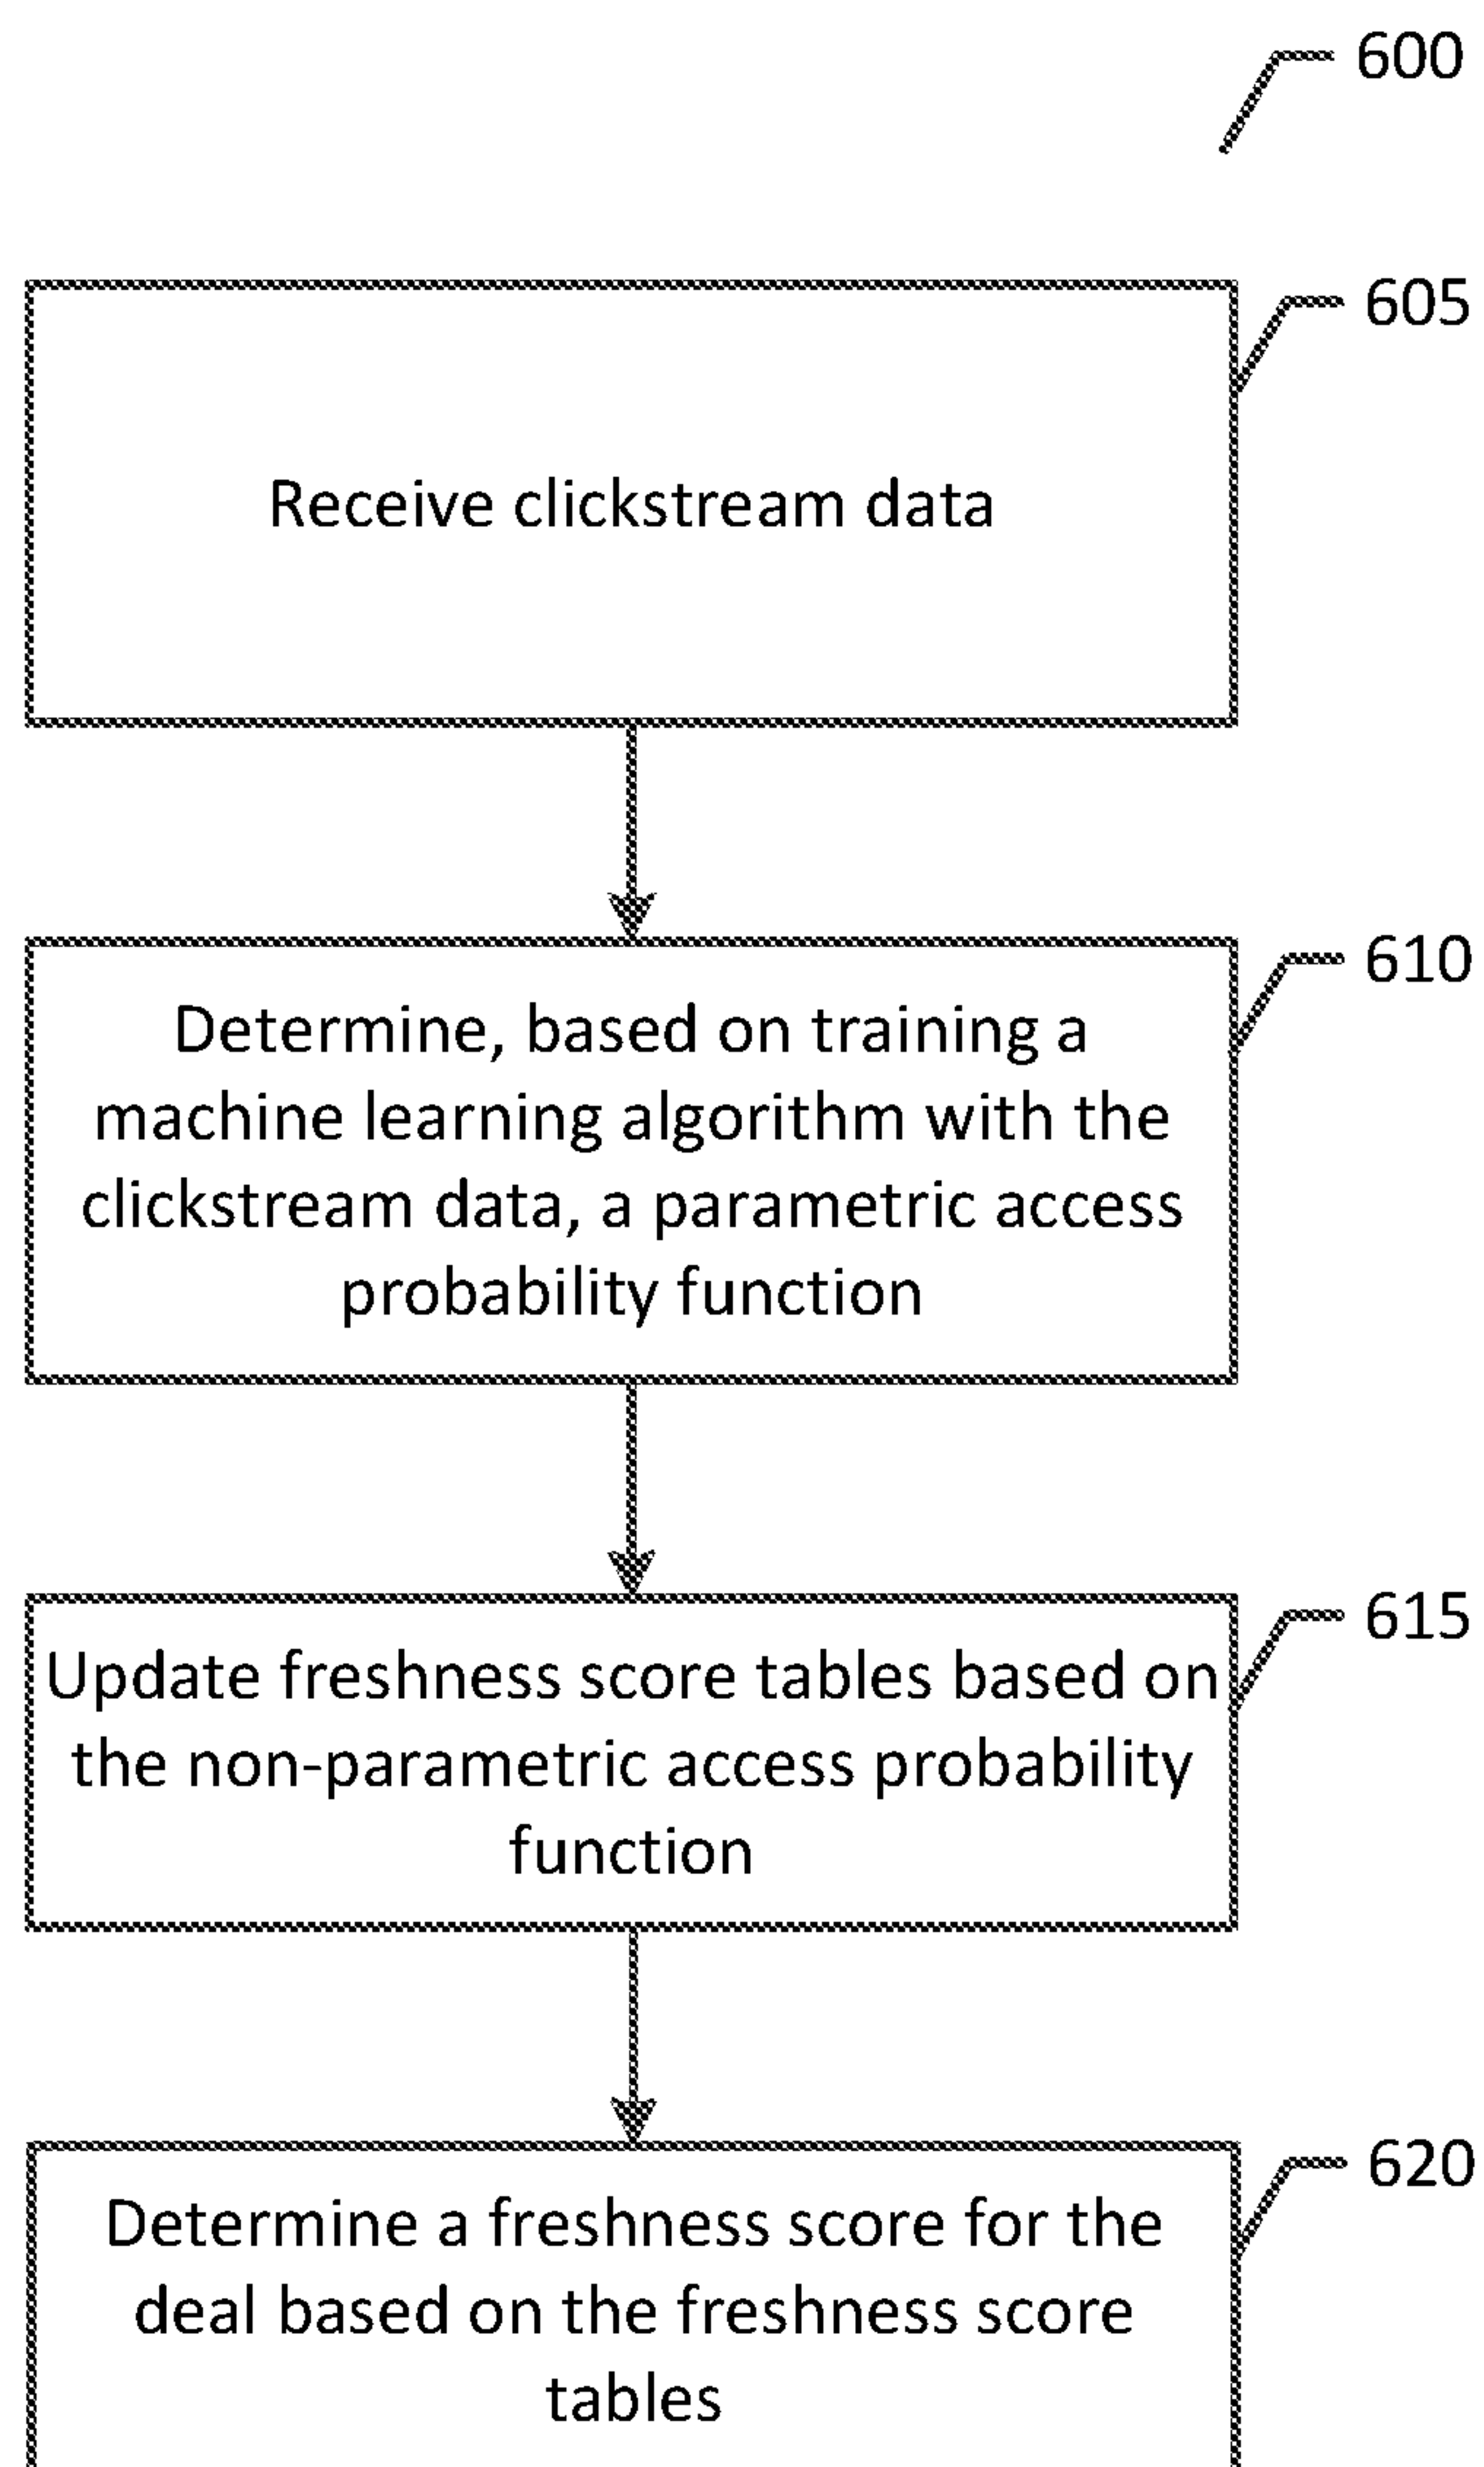 600
605
Receive clickstream data
610
Determine, based on training a
machine learning algorithm with the
clickstream data, a parametric access
probability function
615
Update freshness score tables based on
the non-parametric access probability
function
620
Determine a freshness score for the
deal based on the freshness score
tables